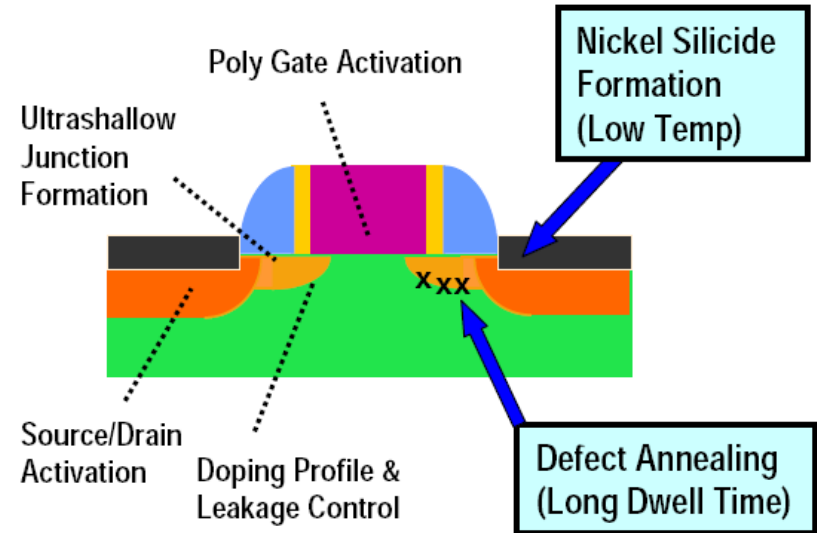 Poly Gate Activation
Nickel Silicide
Formation
(Low Temp)
Ultrashallow
Junction
Formation
x
x
x
Source/Drain
Activation
Doping Profile &
Leakage Control
Defect Annealing
(Long Dwell Time)